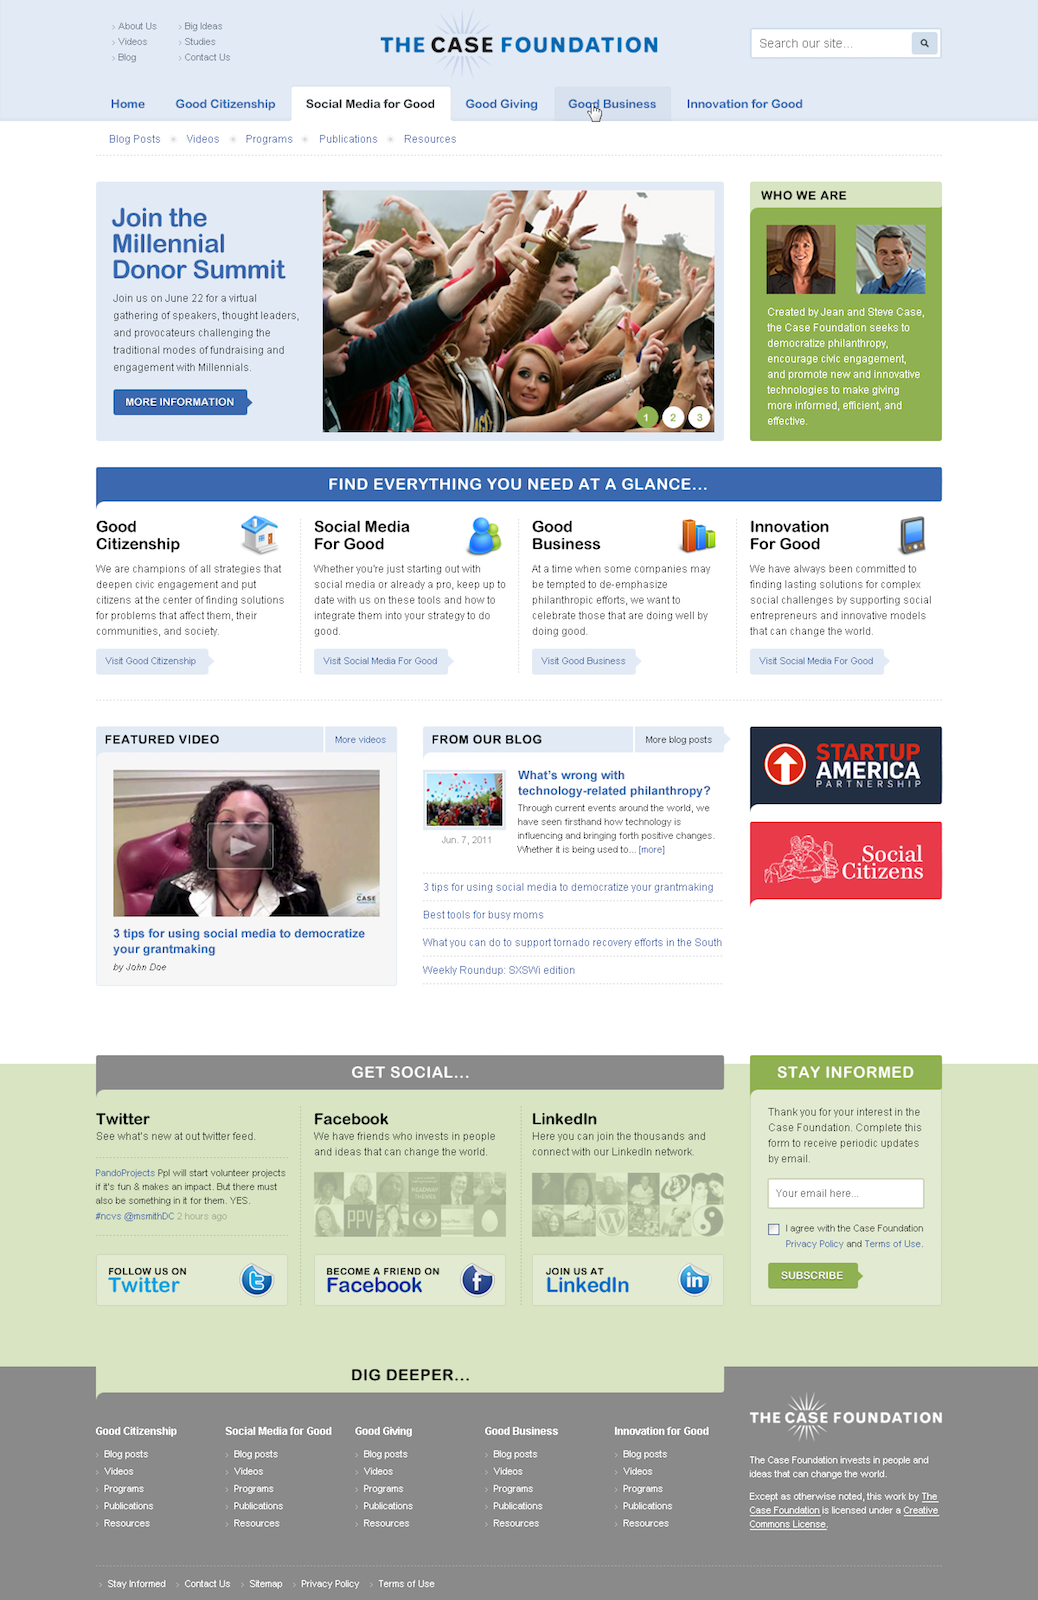 About Us
Videos
Blog
Big Ideas
Studies
Contact Us
THE CASE FOUNDATION
Search our site...
Home
Good Citizenship
Social Media for Good
Good Giving
Good Business
Innovation for Good
Blog Posts
Videos
Programs
Publications
Resources
Join the
Millennial
Donor Summit
Join us on June 22 for a virtual
gathering of speakers, thought leaders,
and provocateurs challenging the
traditional modes of fundraising and
engagement with Millennials.
MORE INFORMATION
1 2 3
WHO WE ARE
Created by Jean and Steve Case,
the Case Foundation seeks to
democratize philanthropy,
encourage civic engagement,
and promote new and innovative
technologies to make giving
more informed, efficient, and
effective.
FIND EVERYTHING YOU NEED AT A GLANCE...
Good
Citizenship
We are champions of all strategies that
deepen civic engagement and put
citizens at the center of finding solutions
for problems that affect them, their
communities, and society.
Visit Good Citizenship
Social Media
For Good
Whether you're just starting out with
social media or already a pro, keep up to
date with us on these tools and how to
integrate them into your strategy to do
good.
Visit Social Media For Good
Good
Business
At a time when some companies may
be tempted to de-emphasize
philanthropic efforts, we want to
celebrate those that are doing well by
doing good.
Visit Good Business
Innovation
For Good
We have always been committed to
finding lasting solutions for complex
social challenges by supporting social
entrepreneurs and innovative models
that can change the world.
Visit Social Media For Good
FEATURED VIDEO
More videos
CASE
3 tips for using social media to democratize
your grantmaking
by John Doe
FROM OUR BLOG
More blog posts
Jun. 7, 2011
What's wrong with
technology-related philanthropy?
Through current events around the world, we
have seen firsthand how technology is
influencing and bringing forth positive changes.
Whether it is being used to... [more]
3 tips for using social media to democratize your grantmaking
Best tools for busy moms
What you can do to support tornado recovery efforts in the South
Weekly Roundup: SXSWi edition
STARTUP
AMERICA
PARTNERSHIP
Social
Citizens
GET SOCIAL...
Twitter
See what's new at out twitter feed.
PandoProjects Ppl will start volunteer projects
if it's fun & makes an impact. But there must
also be something in it for them. YES.
#ncvs @msmithDC 2 hours ago
FOLLOW US ON
Twitter
Facebook
We have friends who invests in people
and ideas that can change the world.
PPV
BECOME A FRIEND ON
Facebook
LinkedIn
Here you can join the thousands and
connect with our LinkedIn network.
JOIN US AT
LinkedIn
in
STAY INFORMED
Thank you for your interest in the
Case Foundation. Complete this
form to receive periodic updates
by email.
Your email here...
I agree with the Case Foundation
Privacy Policy and Terms of Use.
SUBSCRIBE
DIG DEEPER...
Good Citizenship
Blog posts
Videos
Programs
Publications
Resources
Social Media for Good
Blog posts
Videos
Programs
Publications
Resources
Good Giving
Blog posts
Videos
Programs
Publications
Resources
Good Business
Blog posts
Videos
Programs
Publications
Resources
Innovation for Good
Blog posts
Videos
Programs
Publications
Resources
THE CASE FOUNDATION
The Case Foundation invests in people and
ideas that can change the world.
Except as otherwise noted, this work by The
Case Foundation is licensed under a Creative
Commons License.
Stay Informed
Contact Us
Sitemap
Privacy Policy
Terms of Use